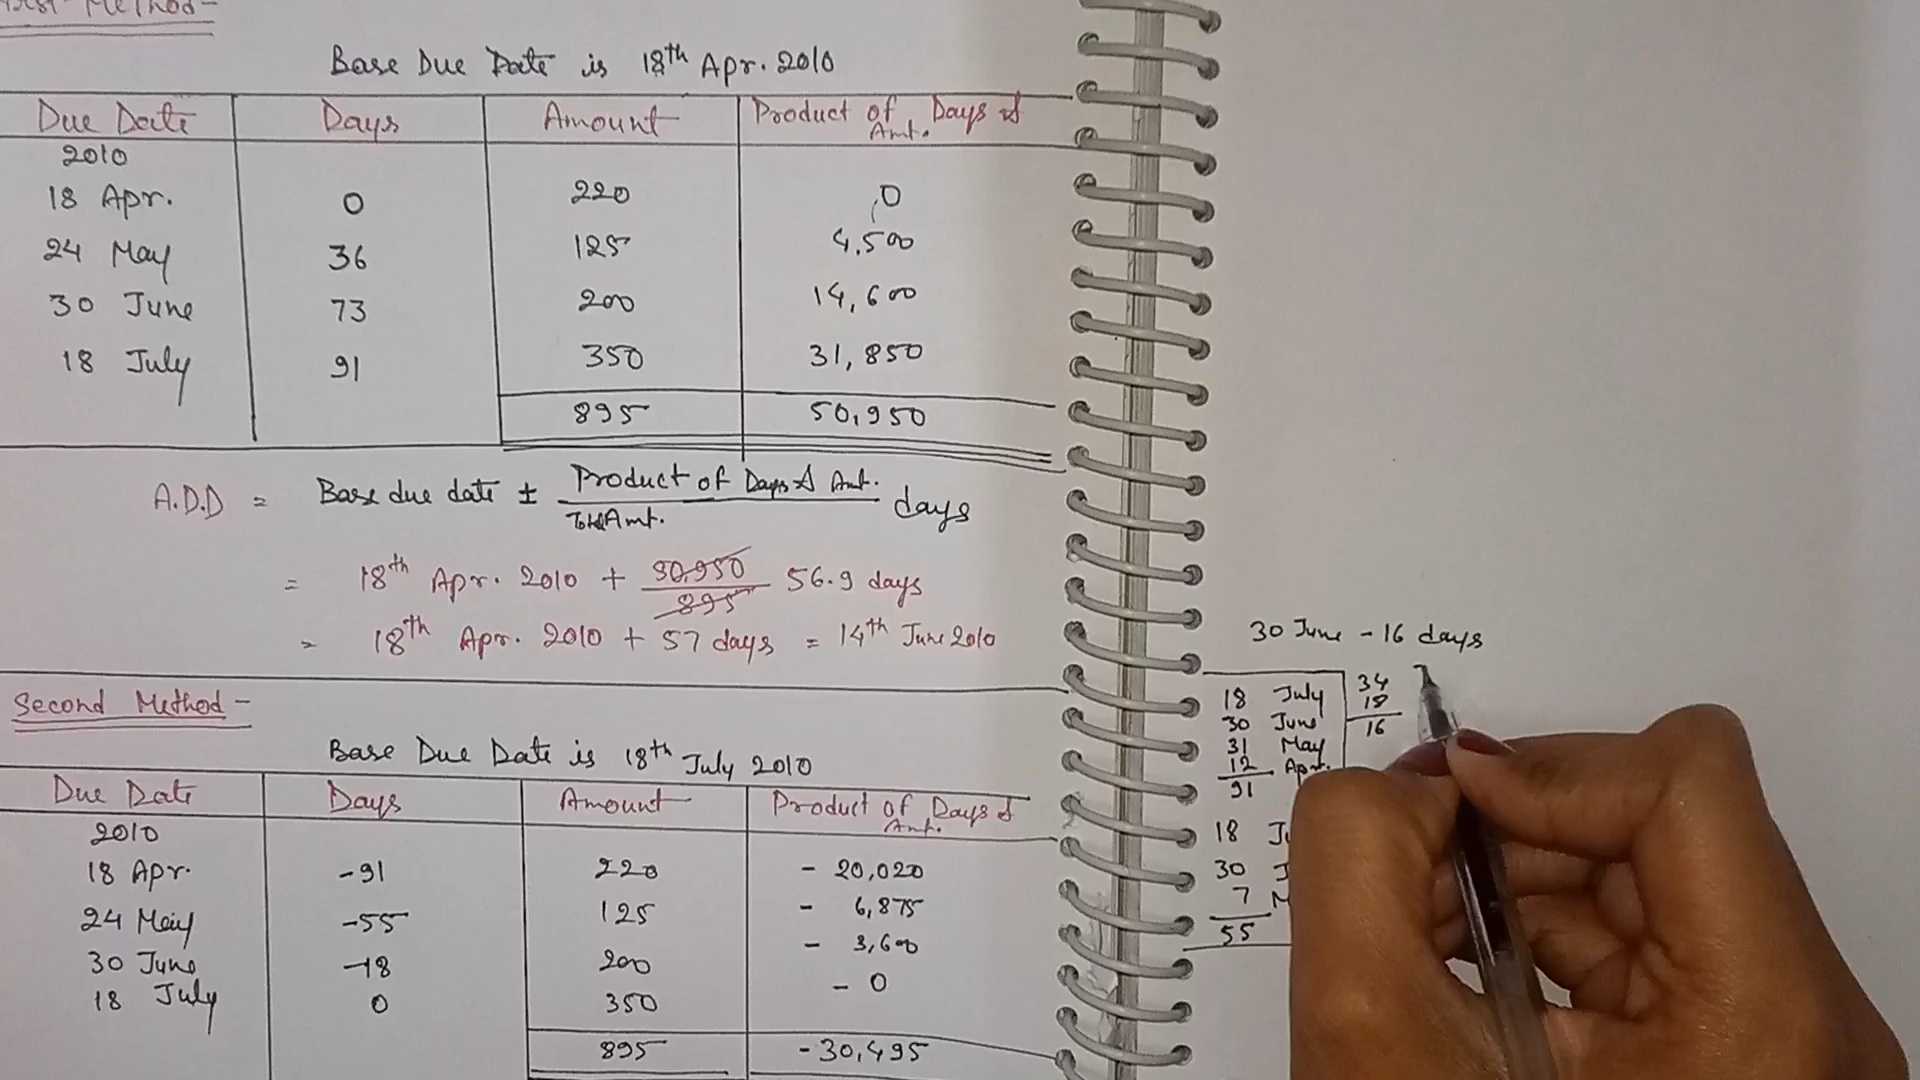 Method-
Base Due Date is 18th Apr. 2010
Due Date Days Amount Product of Days & Amt.
2010
18 Apr. 0 220 0
24 May 36 125 4,500
30 June 73 200 14,600
18 July 91 350 31,850
895 50,950
A.D.D = Base due date ± Product of Days & Amt. days
Total Amt.
= 18th Apr. 2010 + 50,950 56.9 days
895
= 18th Apr. 2010 + 57 days = 14th June 2010
Second Method-
Base Due Date is 18th July 2010
Due Date Days Amount Product of Days & Amt.
2010
18 Apr. -91 220 - 20,020
24 May -55 125 - 6,875
30 June -18 200 - 3,600
18 July 0 350 - 0
895 -30,495
30 June - 16 days
18 July 34
30 June 18
31 May 16
12 Apr.
91
18
30
7
55